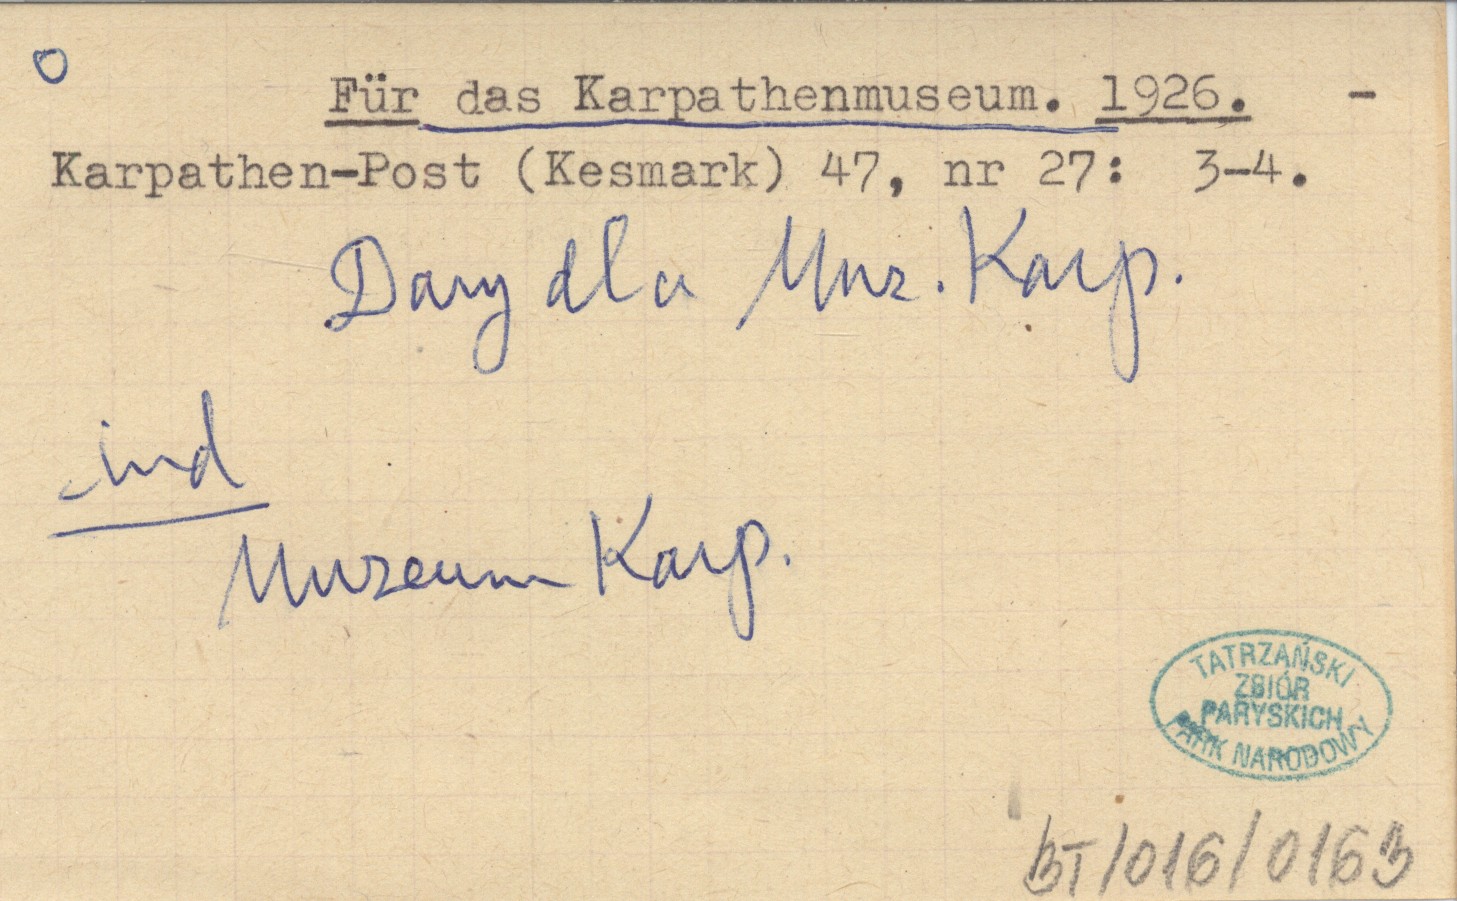 O
Für das Karpathenmuseum. 1926. -
Karpathen-Post (Kesmark) 47, nr 27: 3-4.
Dary dla Muz. Karp.
ind
Muzeum Karp.
TATRZAŃSKI
ZBIÓR
PARYSKICH
PARK NARODOWY
BT/016/0163